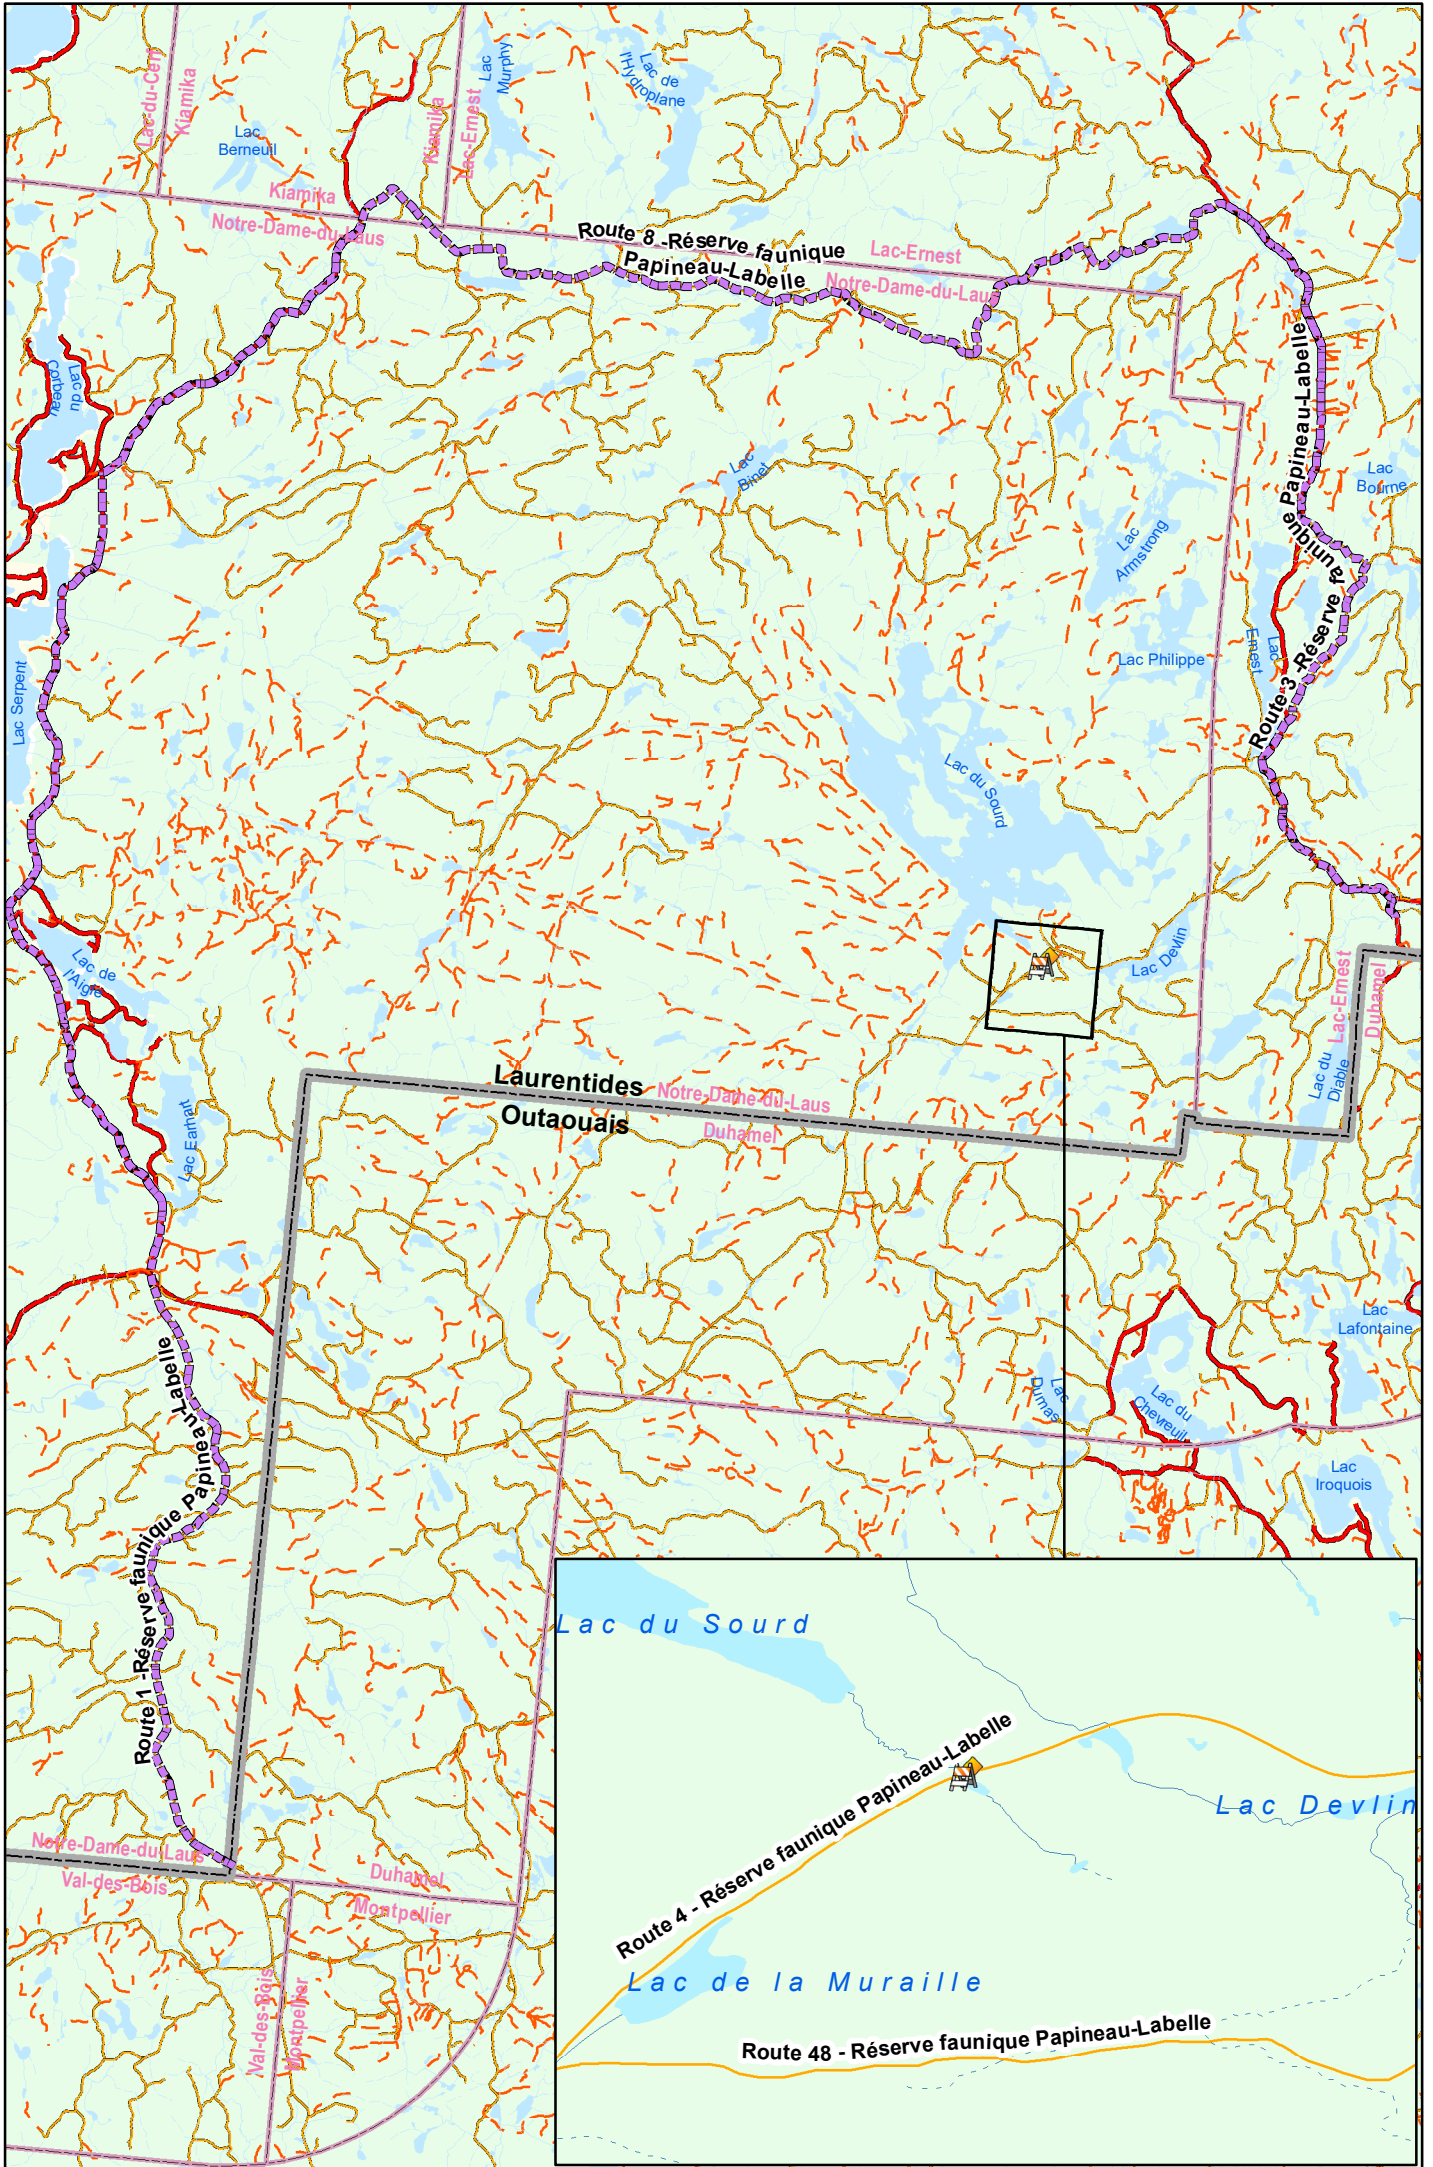 Lac-du-Cerf
Kiamika
Lac
Berneuil
Kiamika
Lac-Ernest
Lac
Murphy
Lac de
l'Hydroplane
Kiamika
Notre-Dame-du-Laus
Route 8 -Réserve faunique
Papineau-Labelle
Lac-Ernest
Notre-Dame-du-Laus
Lac du
Corbeau
Lac
Binet
Lac
Armstrong
Lac
Bourne
Route 3 -Réserve faunique Papineau-Labelle
Lac
Ernest
Lac Philippe
Lac Serpent
Lac du Sourd
Lac de
l'Aigle
Lac Devlin
Lac-Ernest
Duhamel
Lac du
Diable
Laurentides
Outaouais
Notre-Dame-du-Laus
Duhamel
Lac Earhart
Lac
Lafontaine
Lac
Dumas
Lac du
Chevreuil
Lac
Iroquois
Route 1 -Réserve faunique Papineau-Labelle
Notre-Dame-du-Laus
Val-des-Bois
Duhamel
Montpellier
Val-des-Bois
Montpellier
Lac du Sourd
Route 4 - Réserve faunique Papineau-Labelle
Lac Devlin
Lac de la Muraille
Route 48 - Réserve faunique Papineau-Labelle